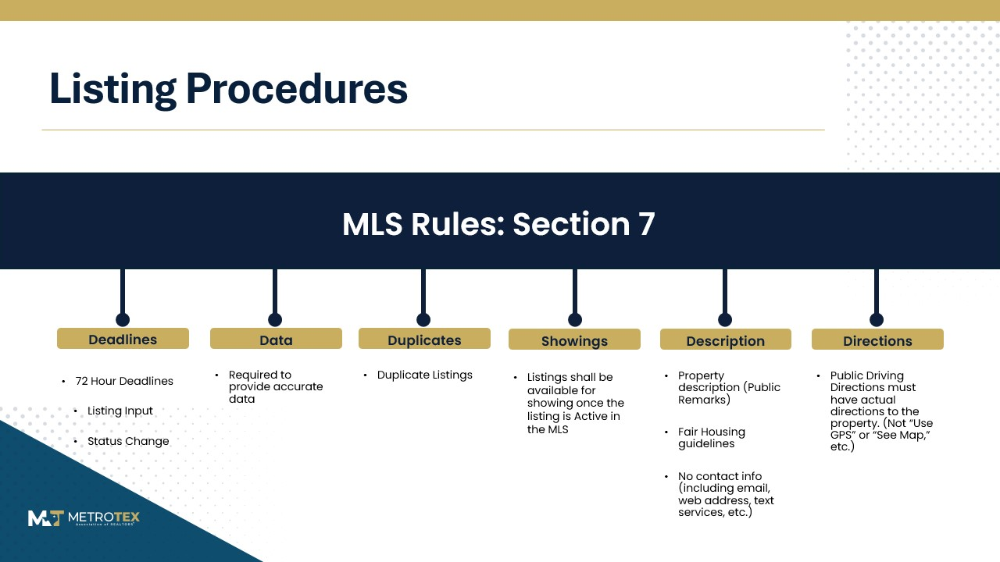 Listing Procedures
MLS Rules: Section 7
Deadlines
• 72 Hour Deadlines
• Listing Input
• Status Change
Data
• Required to
provide accurate
data
Duplicates
• Duplicate Listings
Showings
• Listings shall be
available for
showing once the
listing is Active in
the MLS
Description
• Property
description (Public
Remarks)
• Fair Housing
guidelines
• No contact info
(including email,
web address, text
services, etc.)
Directions
• Public Driving
Directions must
have actual
directions to the
property. (Not “Use
GPS” or “See Map,”
etc.)
MT METROTEX
Association of REALTORS®